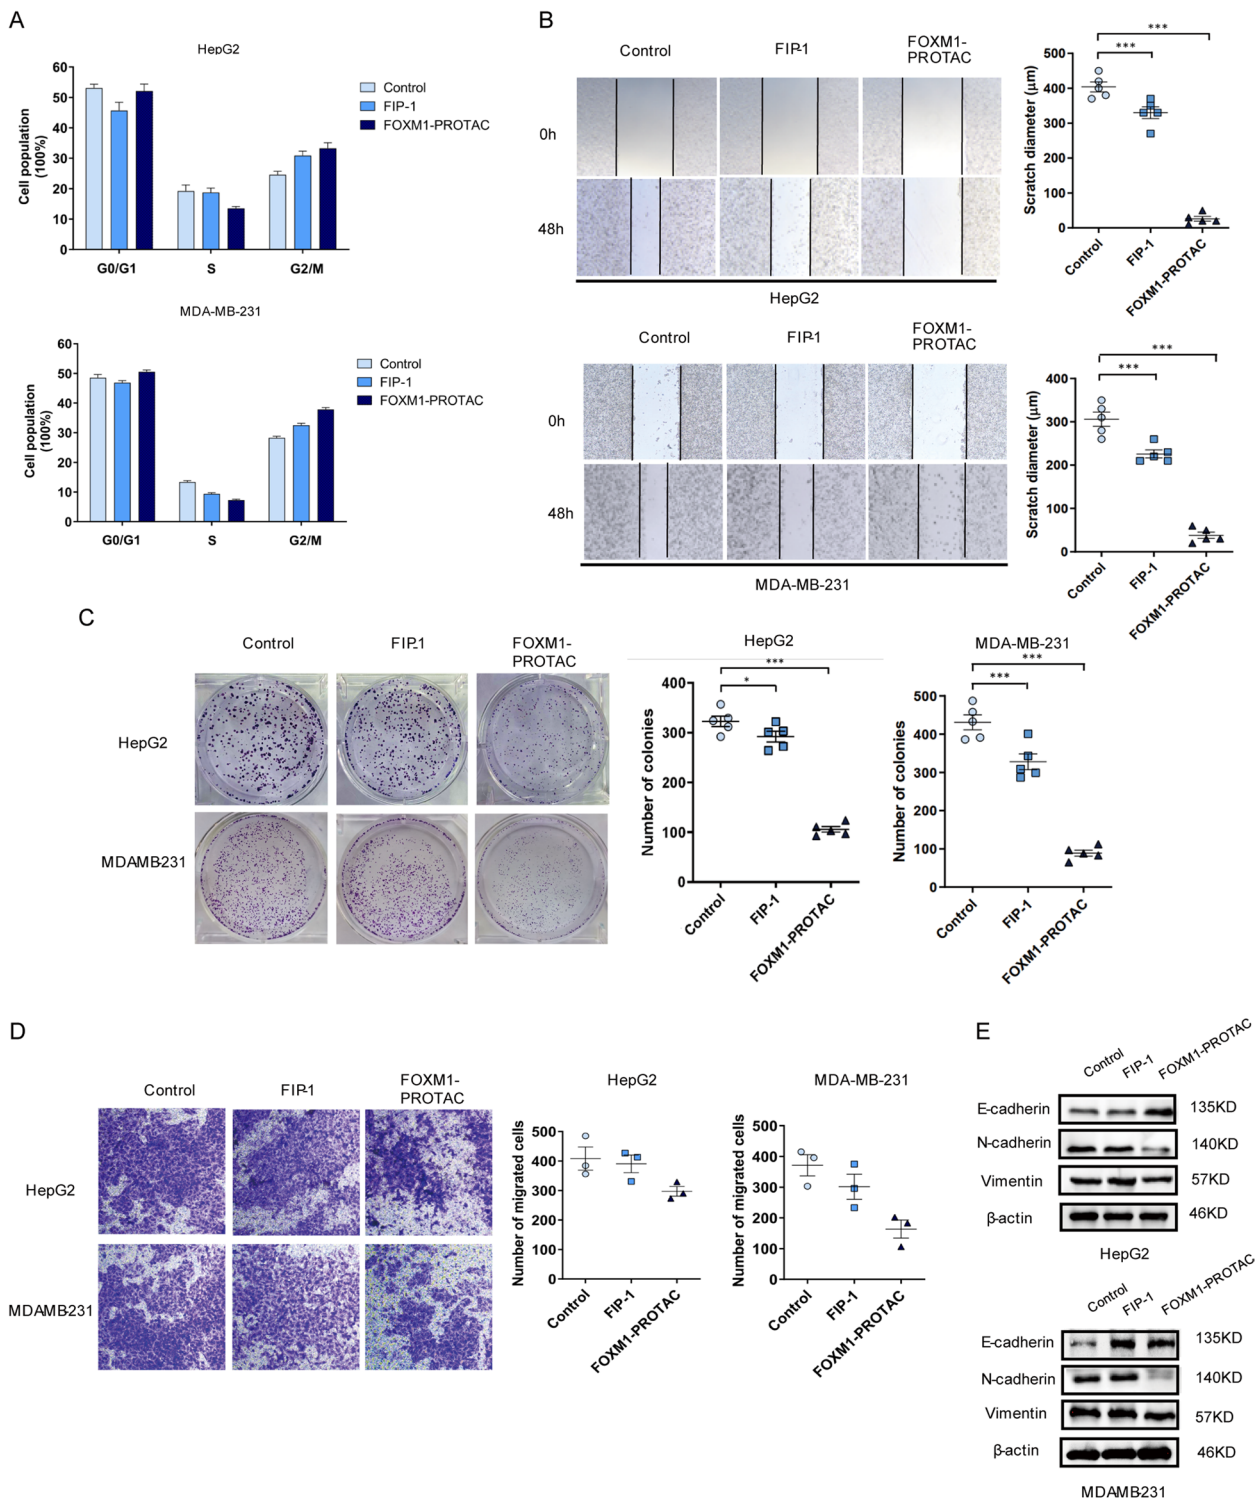 A
HepG2
Cell population
(100%)
60
50
40
30
20
10
0
G0/G1
S
G2/M
Control
FIP-1
FOXM1-PROTAC
MDA-MB-231
Cell population
(100%)
60
50
40
30
20
10
0
G0/G1
S
G2/M
Control
FIP-1
FOXM1-PROTAC
B
Control
FIP-1
FOXM1-
PROTAC
0h
48h
HepG2
Scratch diameter (μm)
500
400
300
200
100
0
***
***
Control
FIP-1
FOXM1-PROTAC
Control
FIP-1
FOXM1-
PROTAC
0h
48h
MDA-MB-231
Scratch diameter (μm)
400
300
200
100
0
***
***
Control
FIP-1
FOXM1-PROTAC
C
Control
FIP-1
FOXM1-
PROTAC
HepG2
MDAMB-231
HepG2
Number of colonies
400
300
200
100
0
***
*
Control
FIP-1
FOXM1-PROTAC
MDA-MB-231
Number of colonies
500
400
300
200
100
0
***
***
Control
FIP-1
FOXM1-PROTAC
D
Control
FIP-1
FOXM1-
PROTAC
HepG2
MDAMB-231
HepG2
Number of migrated cells
500
400
300
200
100
0
Control
FIP-1
FOXM1-PROTAC
MDA-MB-231
Number of migrated cells
500
400
300
200
100
0
Control
FIP-1
FOXM1-PROTAC
E
Control
FIP-1
FOXM1-PROTAC
E-cadherin
135KD
N-cadherin
140KD
Vimentin
57KD
β-actin
46KD
HepG2
Control
FIP-1
FOXM1-PROTAC
E-cadherin
135KD
N-cadherin
140KD
Vimentin
57KD
β-actin
46KD
MDAMB-231